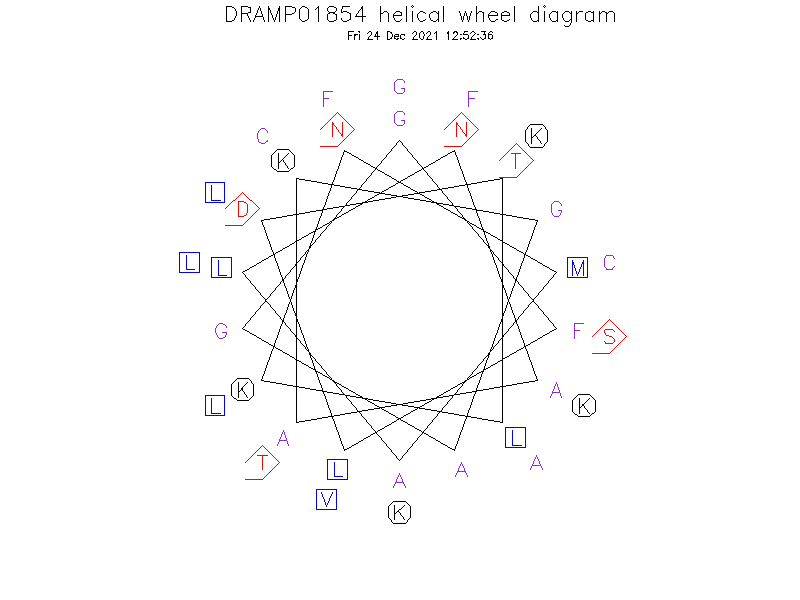 DRAMP01854 helical wheel diagram
Fri 24 Dec 2021 12:52:36
G
F F
G
N N
C K
K T
L
D G
L L M C
G F S
K A
L K
A L
T A
L A
A
V K